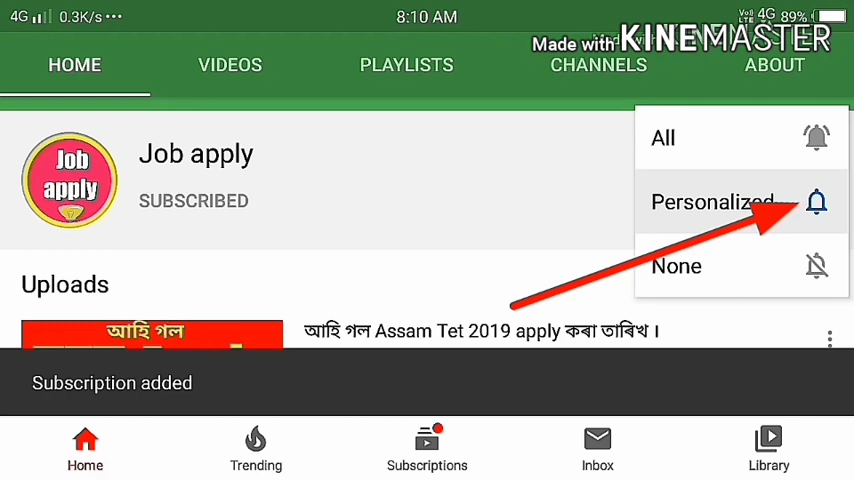 4G 0.3K/s 8:10 AM VoLTE 4G 89%
Made with KINEMASTER
HOME VIDEOS PLAYLISTS CHANNELS ABOUT
Job apply
Job apply
SUBSCRIBED
All
Personalized
None
Uploads
আহি গল
আহি গল Assam Tet 2019 apply কৰা তাৰিখ ।
Subscription added
Home Trending Subscriptions Inbox Library